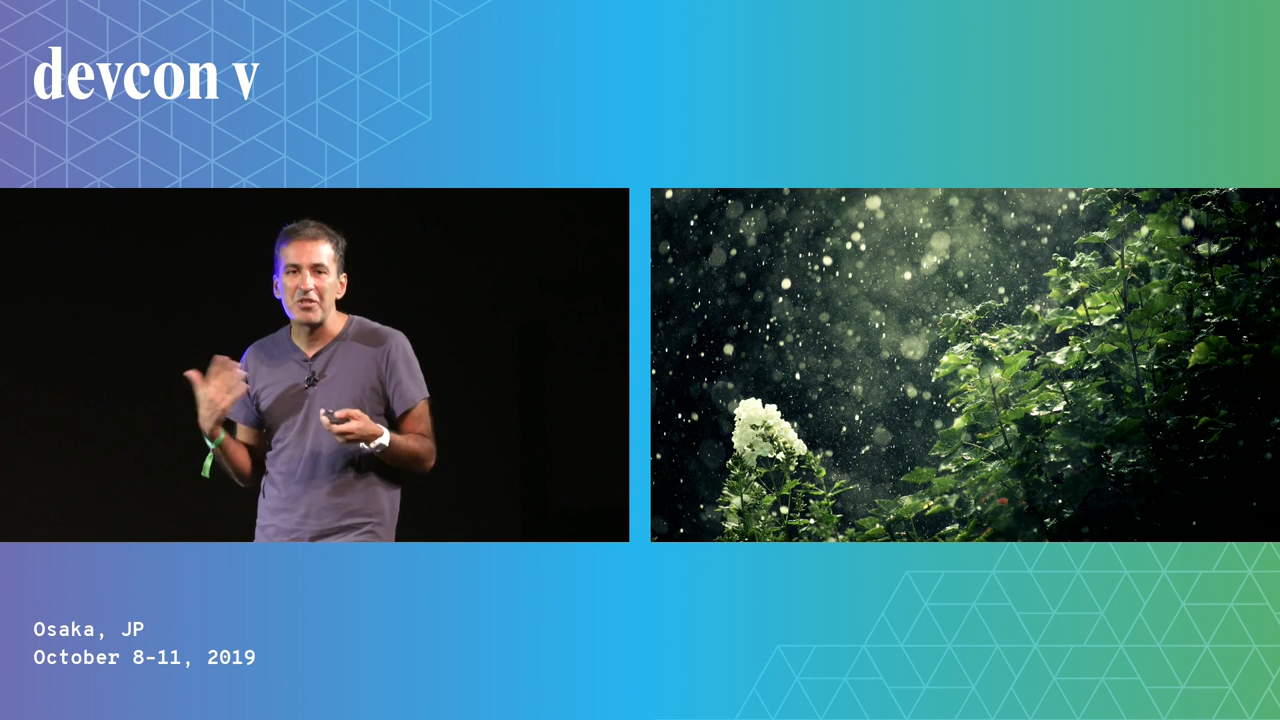 devcon v
Osaka, JP
October 8-11, 2019